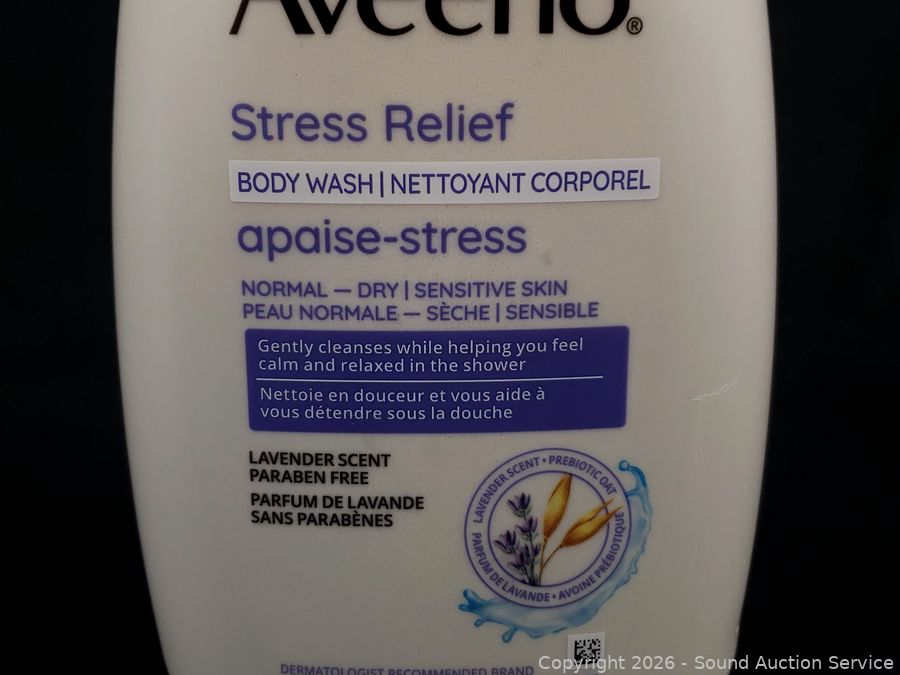 Aveeno®
Stress Relief
BODY WASH | NETTOYANT CORPOREL
apaise-stress
NORMAL — DRY | SENSITIVE SKIN
PEAU NORMALE — SÈCHE | SENSIBLE
Gently cleanses while helping you feel
calm and relaxed in the shower
Nettoie en douceur et vous aide à
vous détendre sous la douche
LAVENDER SCENT
PARABEN FREE
PARFUM DE LAVANDE
SANS PARABÈNES
LAVENDER SCENT • PREBIOTIC OAT
PARFUM DE LAVANDE • AVOINE PRÉBIOTIQUE
DERMATOLOGIST RECOMMENDED BRAND
Copyright 2026 - Sound Auction Service